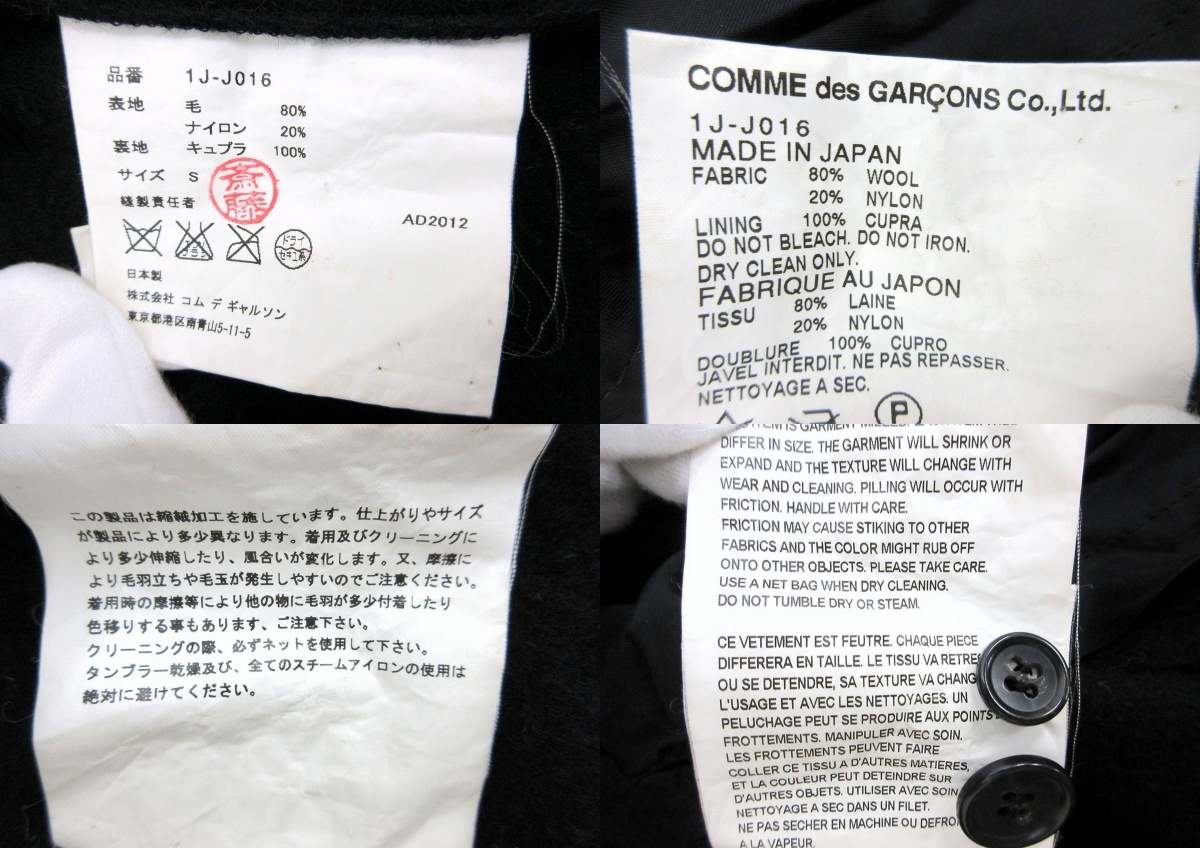 品番 1J-J016
表地 毛 80%
ナイロン 20%
裏地 キュプラ 100%
サイズ S
斎藤
縫製責任者
AD2012
ドライ
セキユ系
日本製
株式会社 コム デ ギャルソン
東京都港区南青山5-11-5
COMME des GARÇONS Co.,Ltd.
1J-J016
MADE IN JAPAN
FABRIC 80% WOOL
20% NYLON
LINING 100% CUPRA
DO NOT BLEACH. DO NOT IRON.
DRY CLEAN ONLY.
FABRIQUE AU JAPON
TISSU 80% LAINE
20% NYLON
DOUBLURE 100% CUPRO
JAVEL INTERDIT. NE PAS REPASSER.
NETTOYAGE A SEC.
P
この製品は縮絨加工を施しています。仕上がりやサイズ
が製品により多少異なります。着用及びクリーニングに
より多少伸縮したり、風合いが変化します。又、摩擦に
より毛羽立ちや毛玉が発生しやすいのでご注意ください。
着用時の摩擦等により他の物に毛羽が多少付着したり
色移りする事もあります、ご注意下さい。
クリーニングの際、必ずネットを使用して下さい。
タンブラー乾燥及び、全てのスチームアイロンの使用は
絶対に避けてください。
ITEM IS GARMENT MILLED.
DIFFER IN SIZE. THE GARMENT WILL SHRINK OR
EXPAND AND THE TEXTURE WILL CHANGE WITH
WEAR AND CLEANING. PILLING WILL OCCUR WITH
FRICTION. HANDLE WITH CARE.
FRICTION MAY CAUSE STIKING TO OTHER
FABRICS AND THE COLOR MIGHT RUB OFF
ONTO OTHER OBJECTS. PLEASE TAKE CARE.
USE A NET BAG WHEN DRY CLEANING.
DO NOT TUMBLE DRY OR STEAM.
CE VETEMENT EST FEUTRE. CHAQUE PIECE
DIFFERERA EN TAILLE. LE TISSU VA RETRE
OU SE DETENDRE, SA TEXTURE VA CHANG
L'USAGE ET AVEC LES NETTOYAGES. UN
PELUCHAGE PEUT SE PRODUIRE AUX POINTS
FROTTEMENTS. MANIPULER AVEC SOIN.
LES FROTTEMENTS PEUVENT FAIRE
COLLER CE TISSU A D'AUTRES MATIERES,
ET LA COULEUR PEUT DETEINDRE SUR
D'AUTRES OBJETS. UTILISER AVEC SOIN
NETTOYAGE A SEC DANS UN FILET.
NE PAS SECHER EN MACHINE OU DEFRO
A LA VAPEUR.